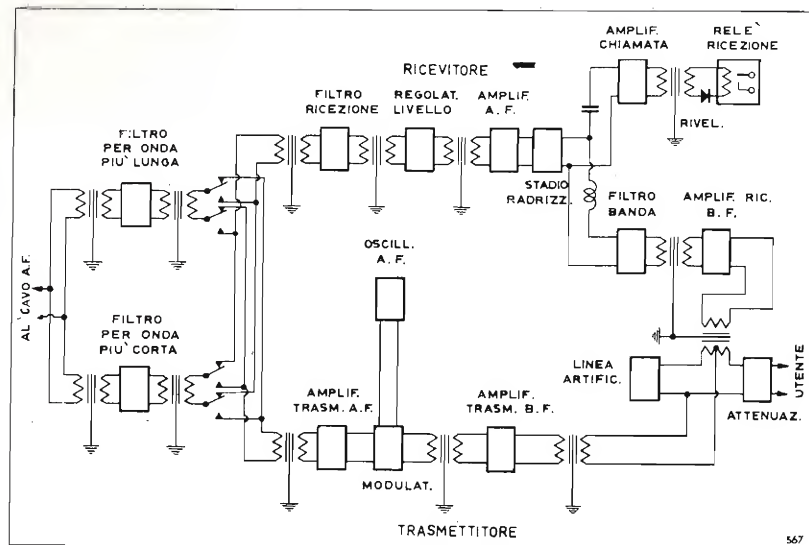 AMPLIF.
CHIAMATA
RELE`
RICEZIONE
RICEVITORE
FILTRO
RICEZIONE
REGOLAT.
LIVELLO
AMPLIF.
A.F.
RIVEL.
FILTRO
PER ONDA
PIU` LUNGA
STADIO
RADRIZZ.
FILTRO
BANDA
AMPLIF. RIC.
B.F.
OSCILL.
A.F.
AL CAVO A.F.
FILTRO
PER ONDA
PIU` CORTA
LINEA
ARTIFIC.
UTENTE
ATTENUAZ.
AMPLIF.
TRASM. A.F.
AMPLIF.
TRASM. B.F.
MODULAT.
TRASMETTITORE
567